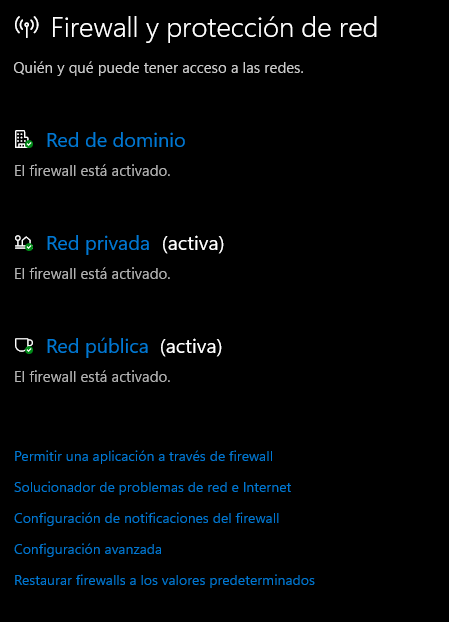 Firewall y protección de red
Quién y qué puede tener acceso a las redes.
Red de dominio
El firewall está activado.
Red privada (activa)
El firewall está activado.
Red pública (activa)
El firewall está activado.
Permitir una aplicación a través de firewall
Solucionador de problemas de red e Internet
Configuración de notificaciones del firewall
Configuración avanzada
Restaurar firewalls a los valores predeterminados